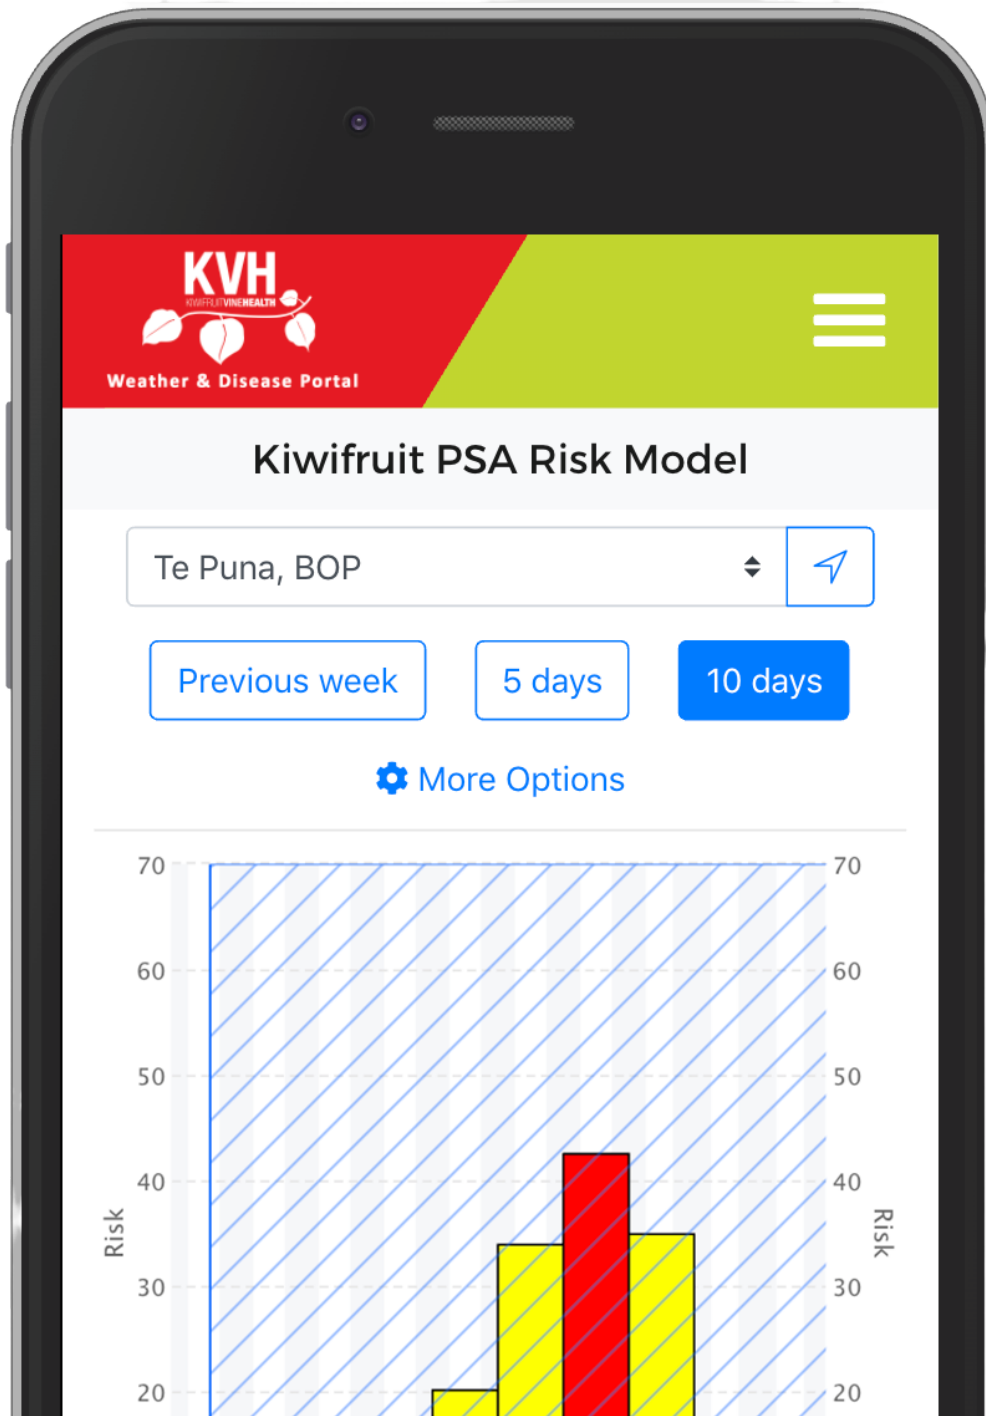 KVH
KIWIFRUITVINEHEALTH
Weather & Disease Portal
Kiwifruit PSA Risk Model
Te Puna, BOP
Previous week
5 days
10 days
More Options
70 70
60 60
50 50
40 40
Risk Risk
30 30
20 20